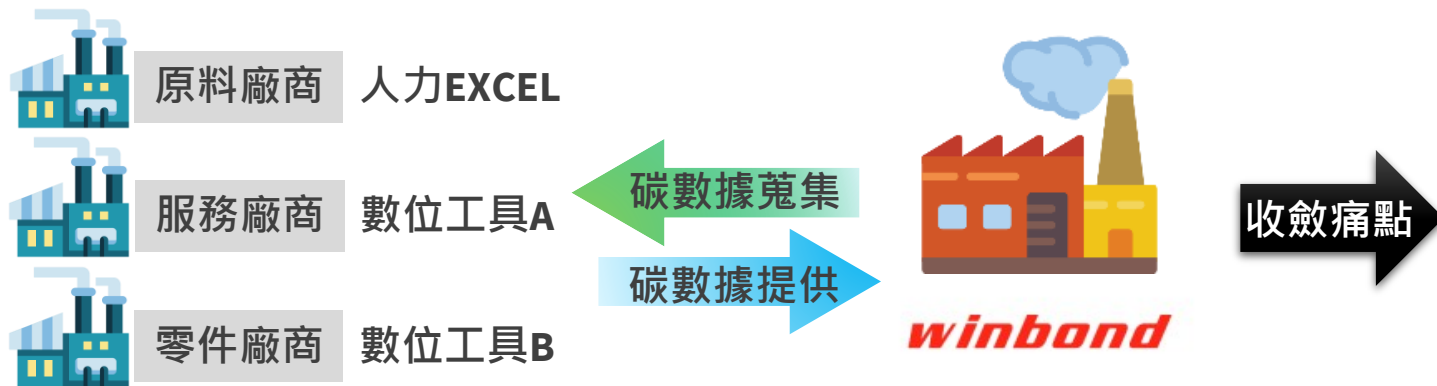 原料廠商 人力EXCEL
服務廠商 數位工具A
零件廠商 數位工具B
碳數據蒐集
碳數據提供
winbond
收斂痛點